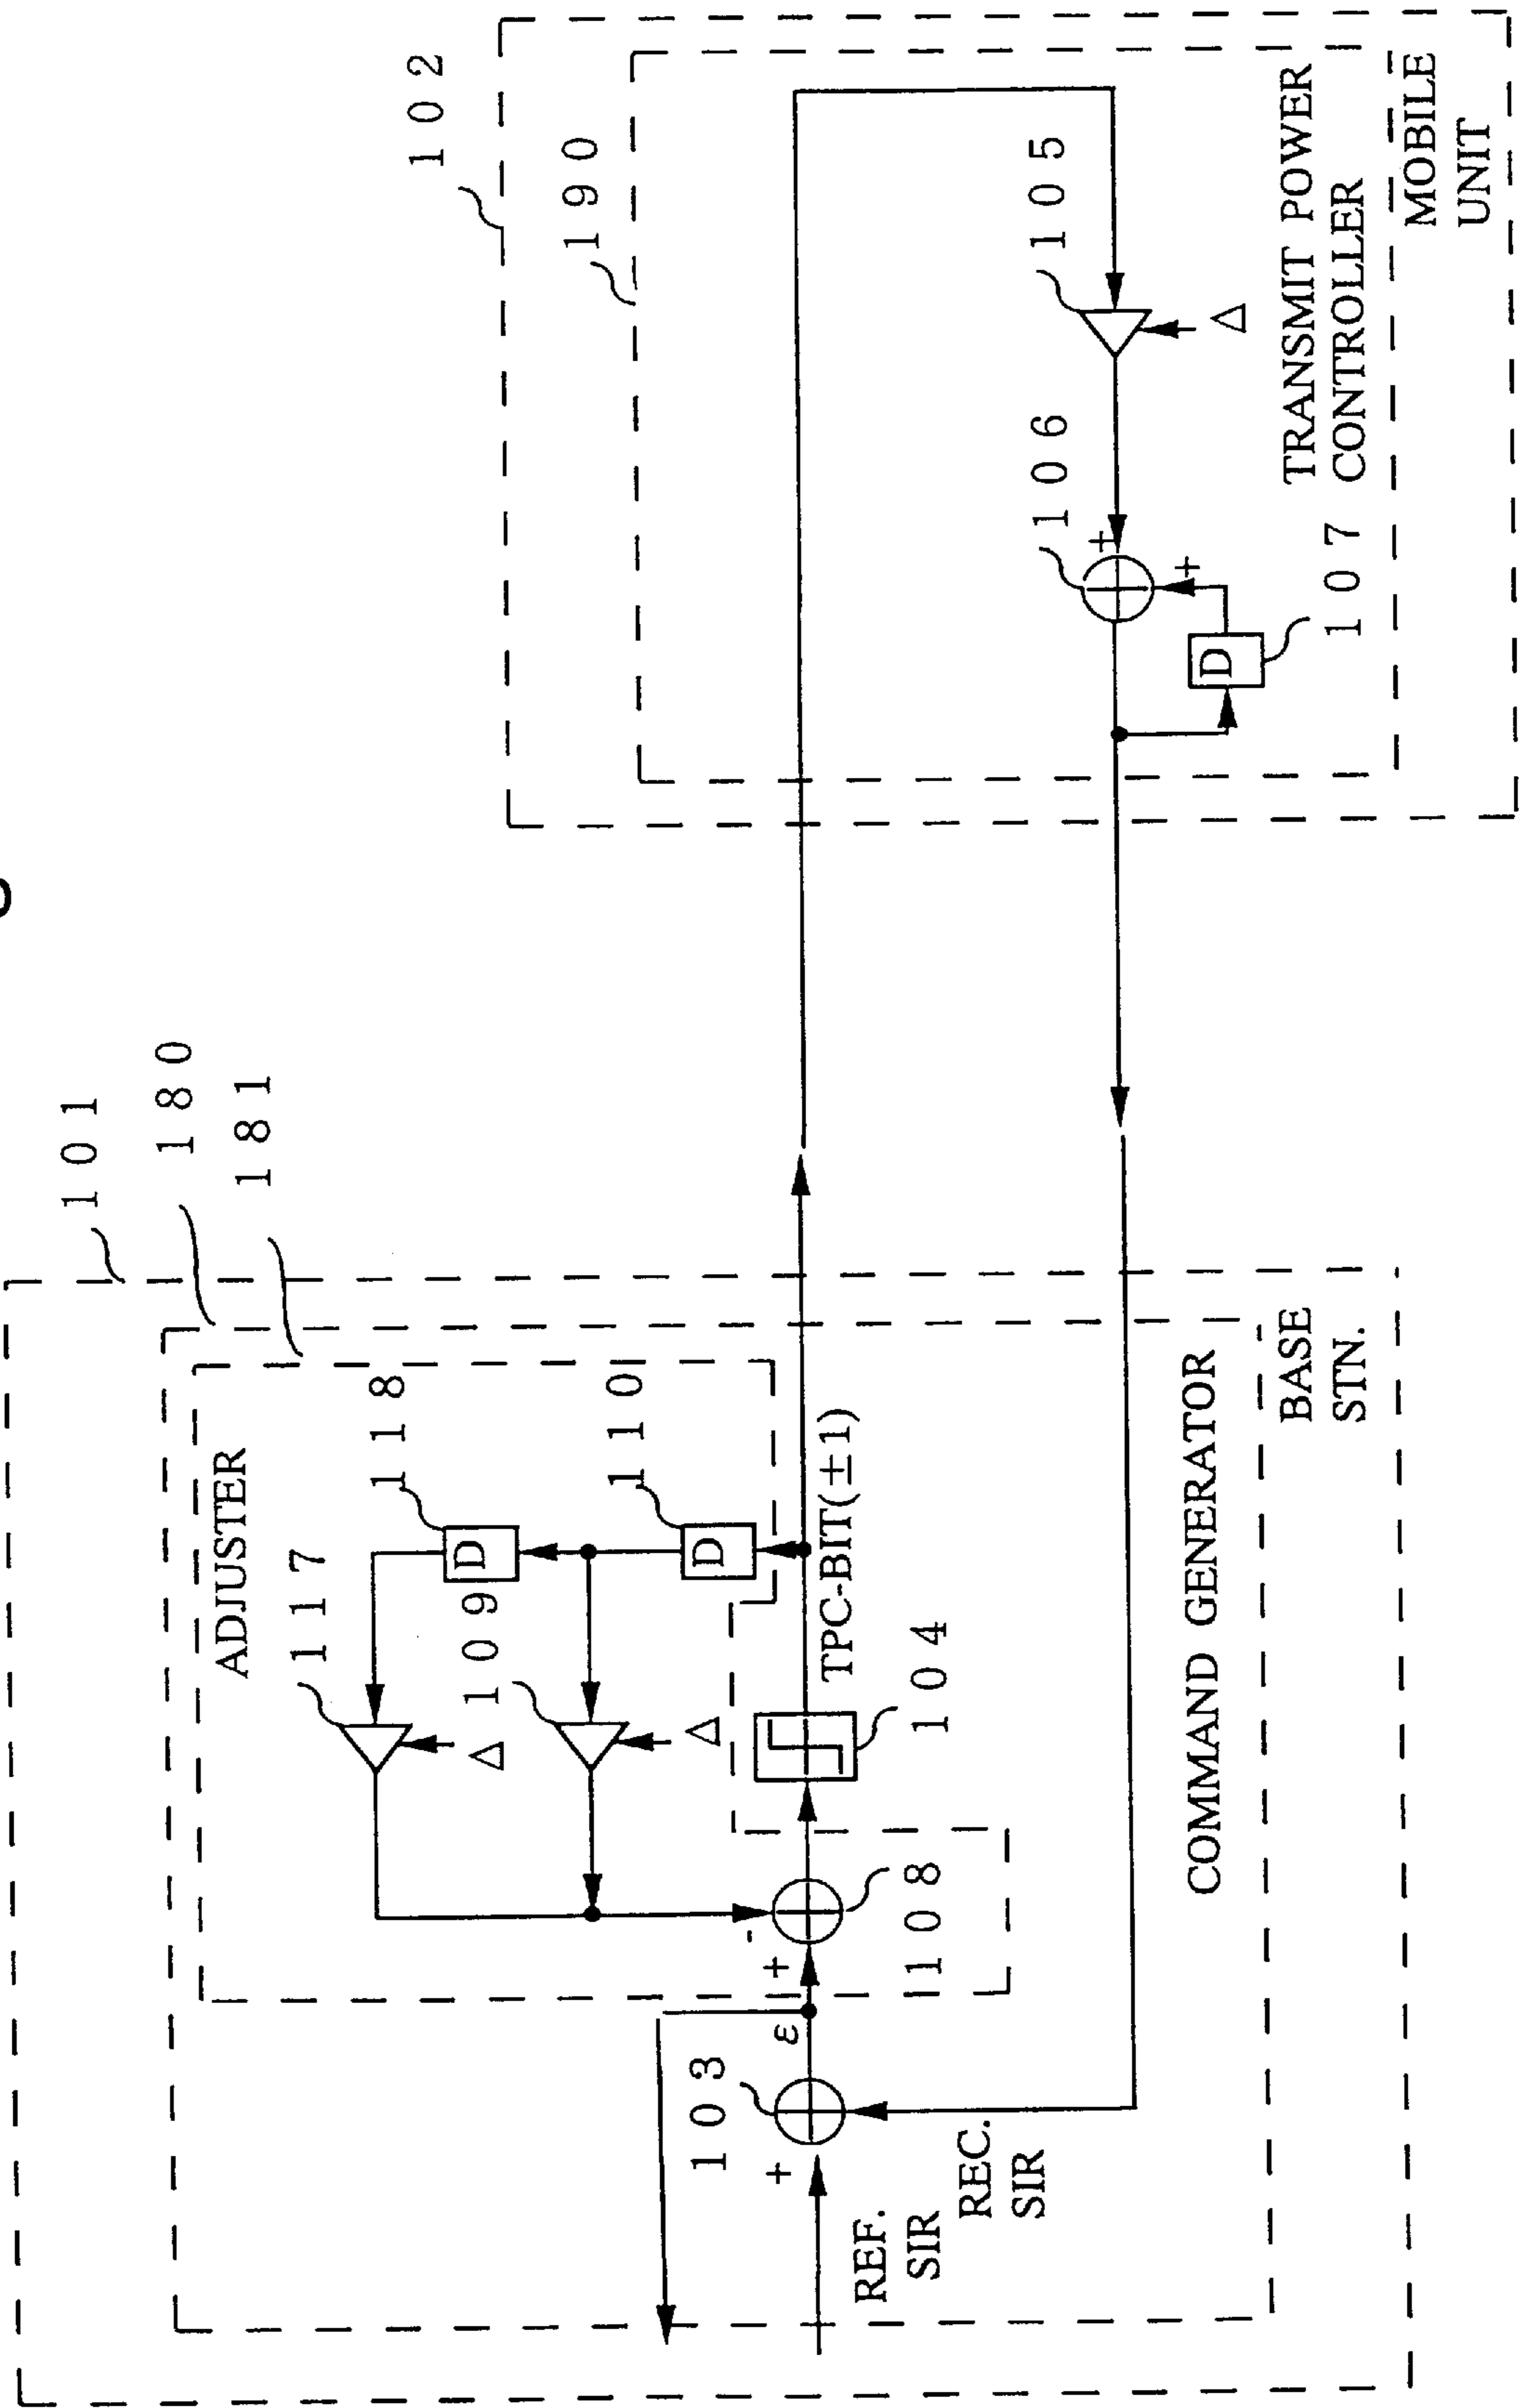 101
180
181
ADJUSTER
117
118
109
110
Δ
Δ
D
D
TPC-BIT(±1)
104
108
-
+
ε
103
+
REF.
SIR
REC.
SIR
COMMAND GENERATOR
BASE
STN.
102
190
105
Δ
106
+
+
D
107
TRANSMIT POWER
CONTROLLER
MOBILE
UNIT